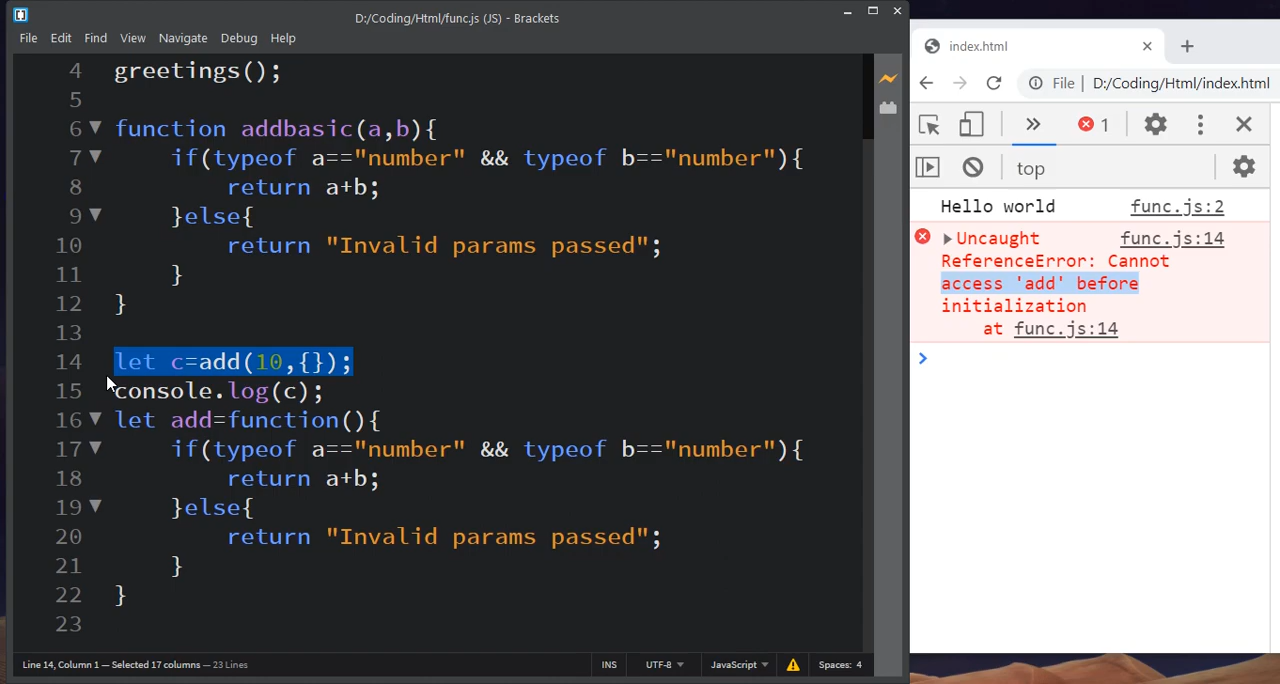 D:/Coding/Html/func.js (JS) - Brackets
File Edit Find View Navigate Debug Help
4 greetings();
5
6 function addbasic(a,b){
7 if(typeof a=="number" && typeof b=="number"){
8 return a+b;
9 }else{
10 return "Invalid params passed";
11 }
12 }
13
14 let c=add(10,{});
15 console.log(c);
16 let add=function(){
17 if(typeof a=="number" && typeof b=="number"){
18 return a+b;
19 }else{
20 return "Invalid params passed";
21 }
22 }
23
Line 14, Column 1 — Selected 17 columns — 23 Lines
INS UTF-8 JavaScript Spaces: 4
index.html
File D:/Coding/Html/index.html
1
top
Hello world func.js:2
Uncaught func.js:14
ReferenceError: Cannot
access 'add' before
initialization
at func.js:14